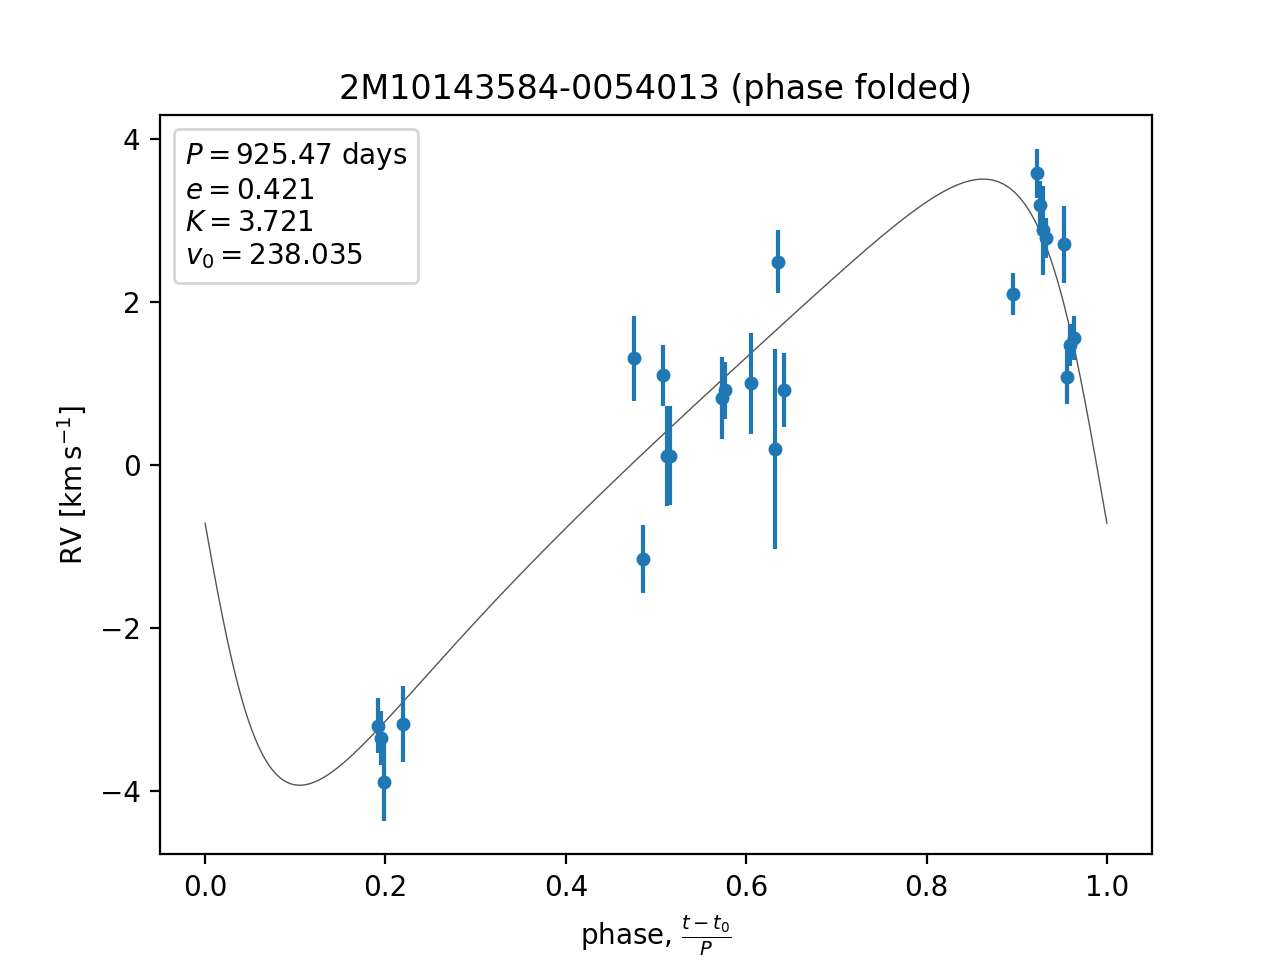 2M10143584-0054013 (phase folded)
P = 925.47 days
e = 0.421
K = 3.721
v₀ = 238.035
4
2
0
−2
−4
RV [km s⁻¹]
0.0 0.2 0.4 0.6 0.8 1.0
phase, (t − t₀)/P